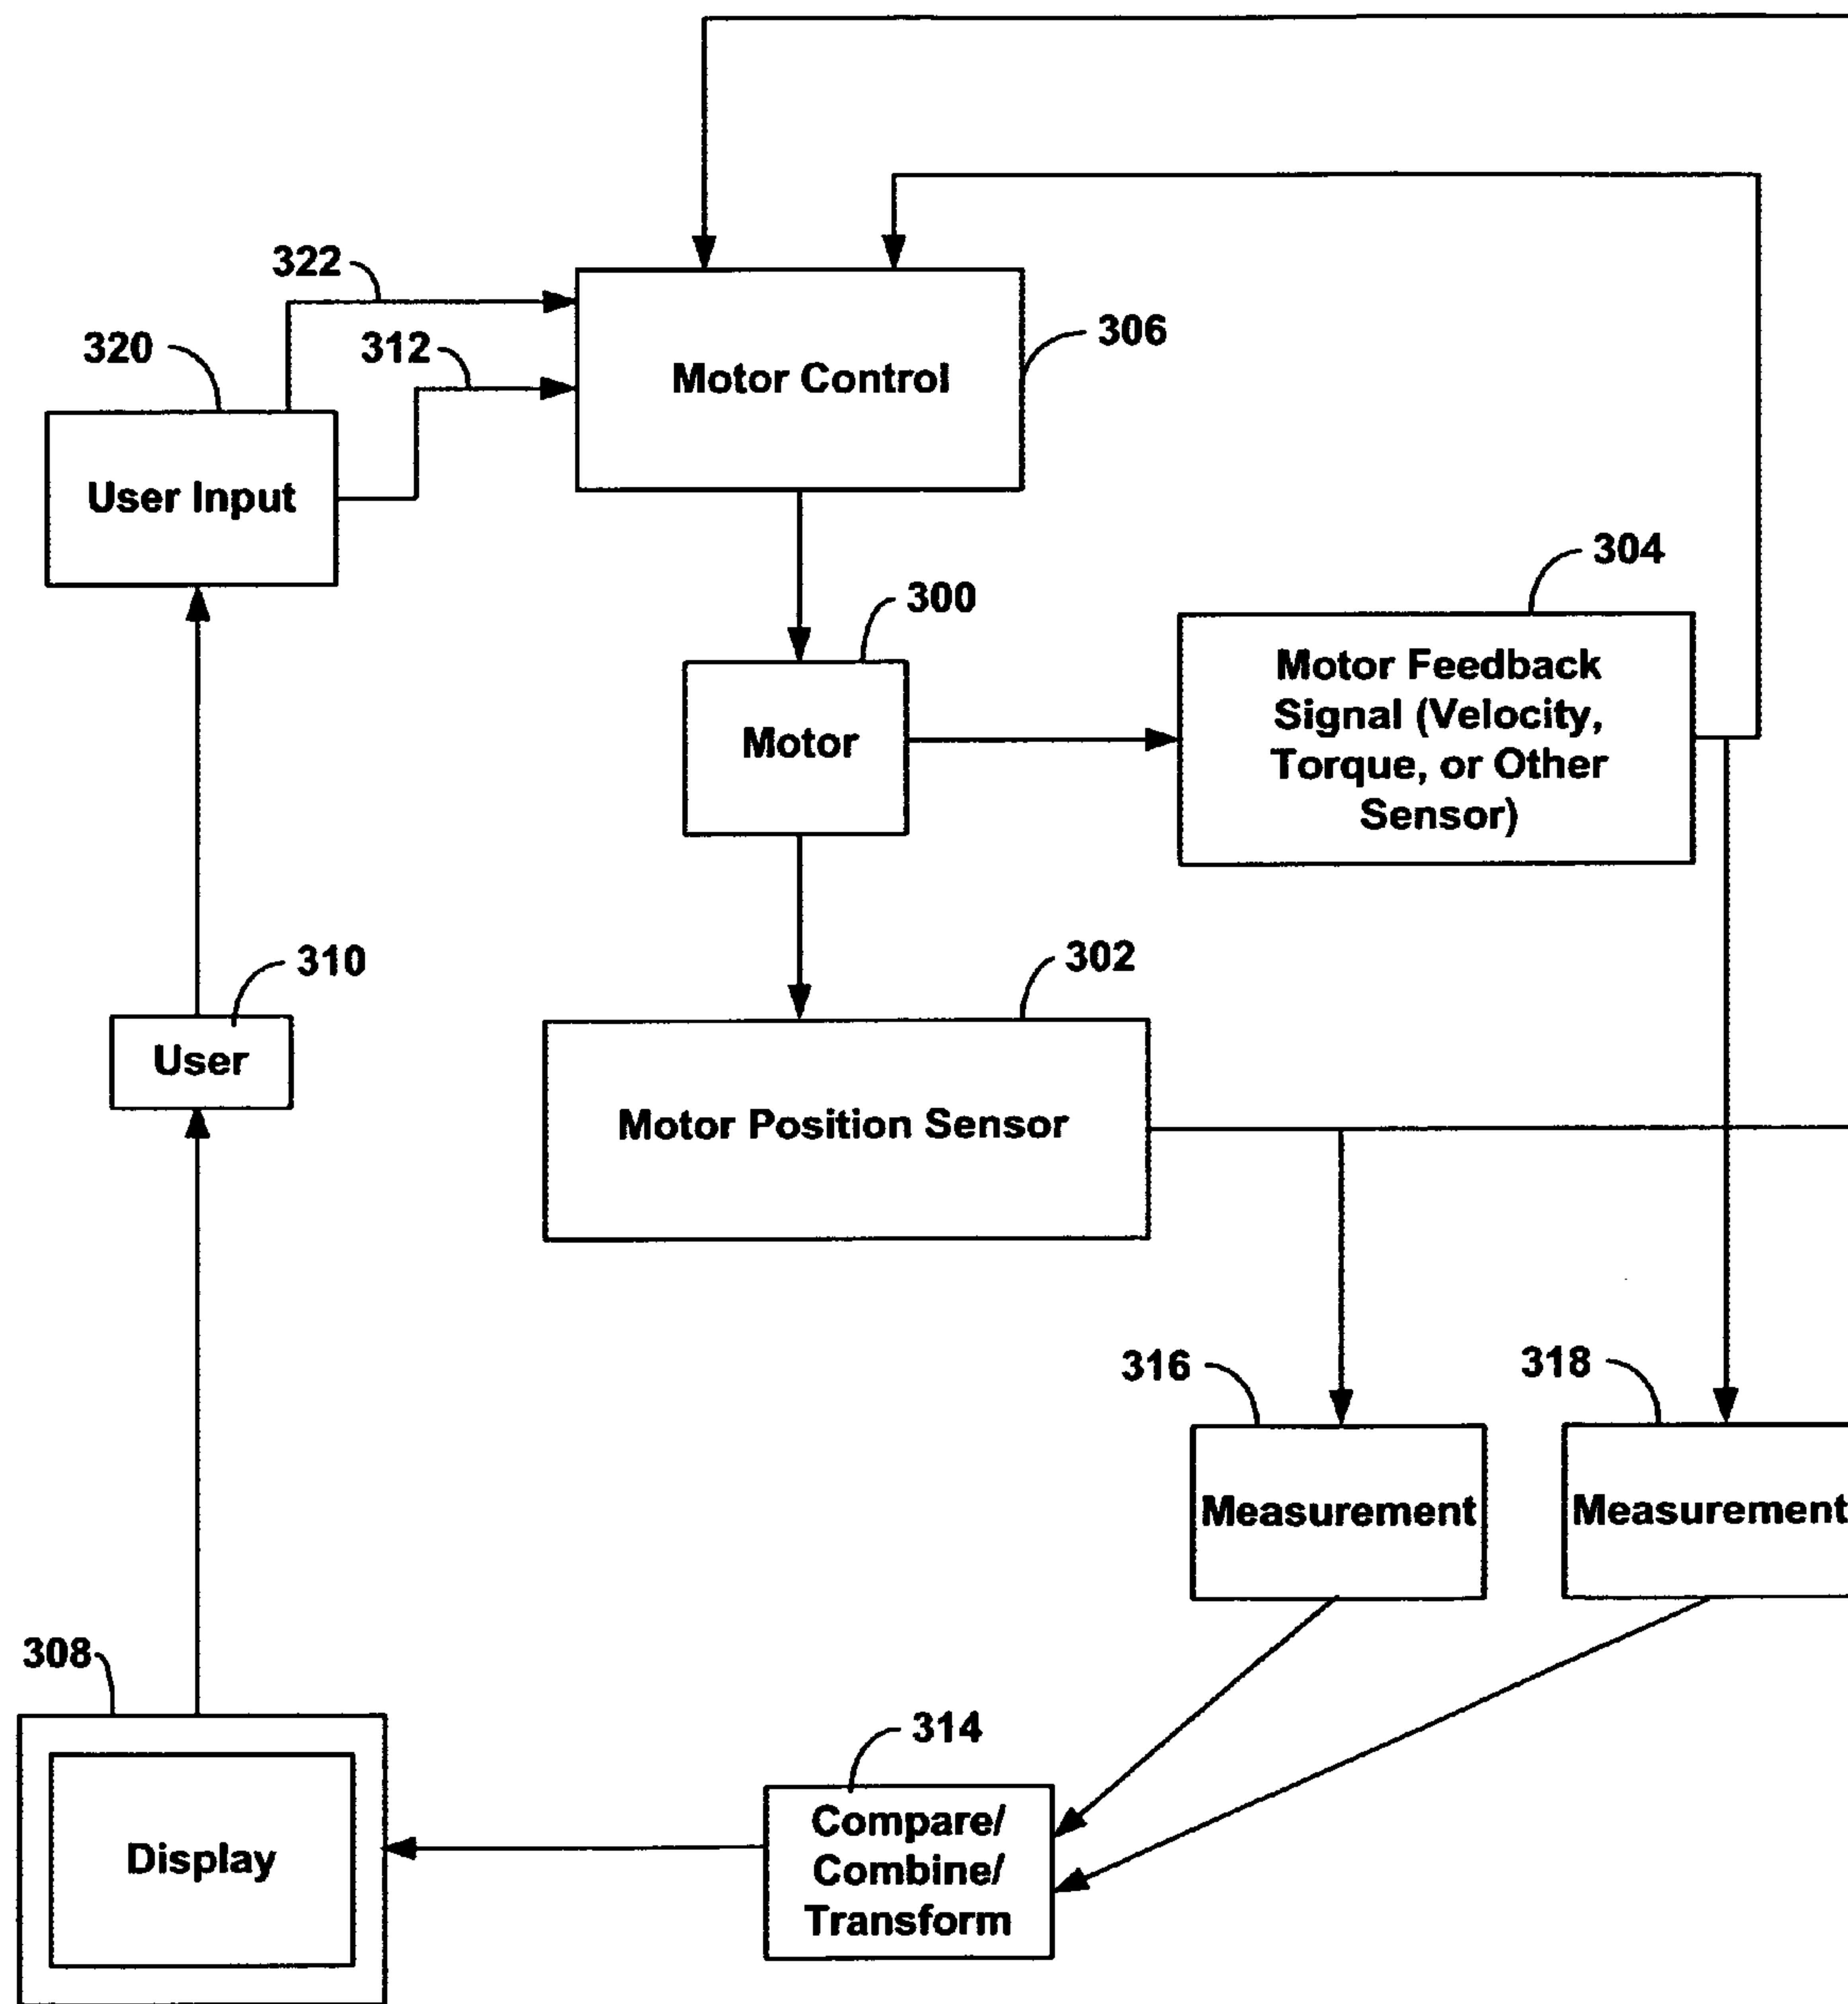 322
320
312
306
Motor Control
User Input
304
300
Motor Feedback
Signal (Velocity,
Torque, or Other
Sensor)
Motor
310
302
User
Motor Position Sensor
316
318
Measurement
Measurement
308
314
Compare/
Combine/
Transform
Display